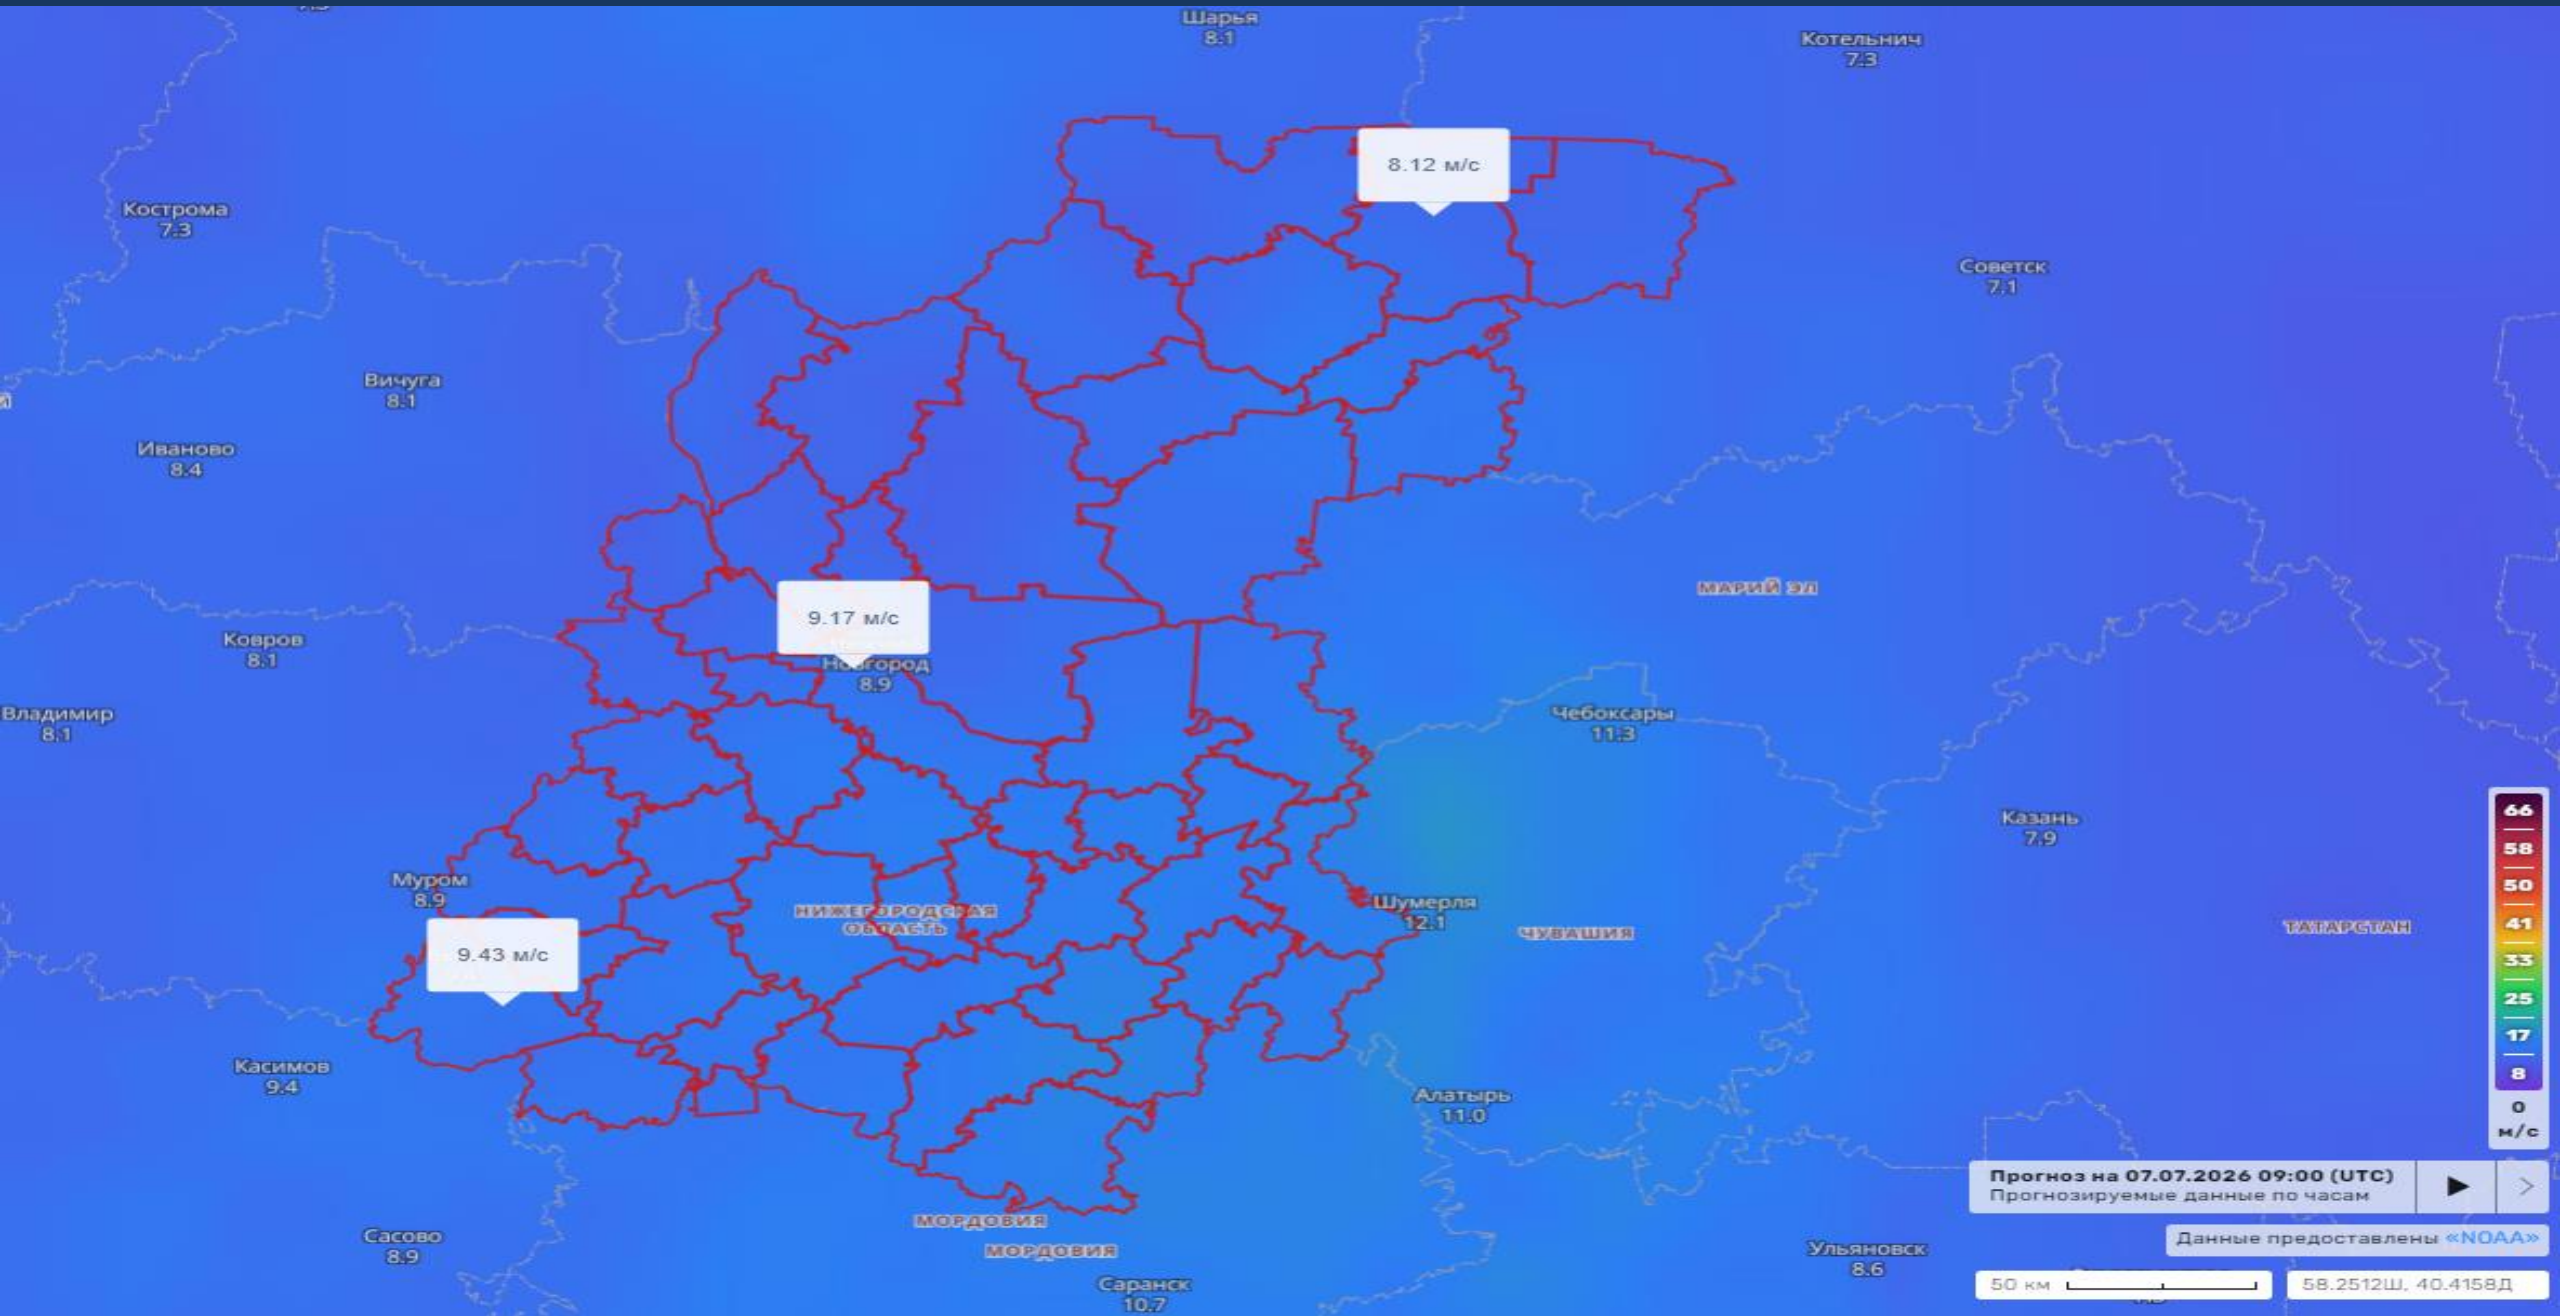 Шарья
8.1
Котельнич
7.3
8.12 м/с
Кострома
7.3
Советск
7.1
Вичуга
8.1
й
Иваново
8.4
МАРИЙ ЭЛ
9.17 м/с
Ковров
8.1
Новгород
8.9
Владимир
8.1
Чебоксары
11.3
Казань
7.9
Муром
8.9
НИЖЕГОРОДСКАЯ
ОБЛАСТЬ
Шумерля
12.1
ЧУВАШИЯ
ТАТАРСТАН
9.43 м/с
Касимов
9.4
Алатырь
11.0
66
58
50
41
33
25
17
8
0
м/с
Прогноз на 07.07.2026 09:00 (UTC)
Прогнозируемые данные по часам
МОРДОВИЯ
МОРДОВИЯ
Сасово
8.9
Данные предоставлены «NOAA»
Ульяновск
8.6
Саранск
10.7
50 км
58.2512Ш, 40.4158Д